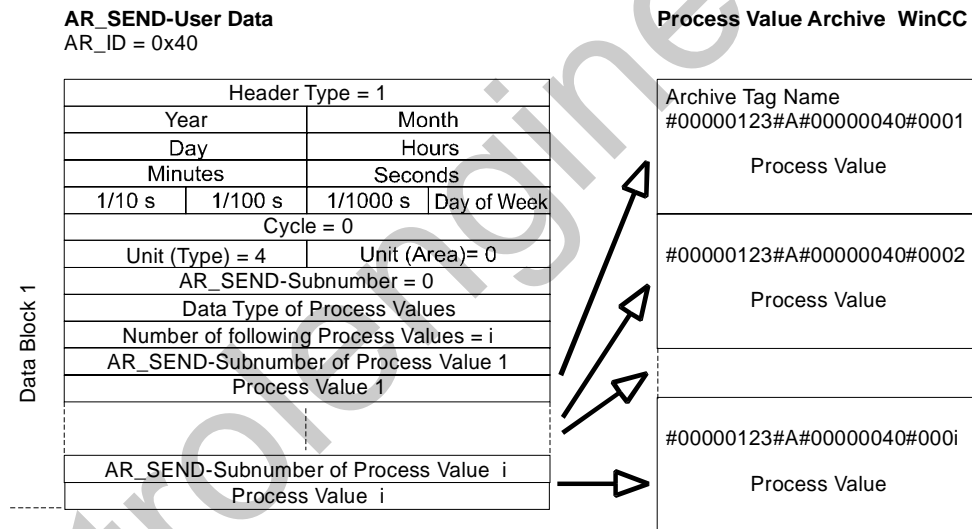 AR_SEND-User Data
AR_ID = 0x40
Header Type = 1
Year Month
Day Hours
Minutes Seconds
1/10 s 1/100 s 1/1000 s Day of Week
Cycle = 0
Unit (Type) = 4 Unit (Area)= 0
AR_SEND-Subnumber = 0
Data Type of Process Values
Number of following Process Values = i
AR_SEND-Subnumber of Process Value 1
Process Value 1
AR_SEND-Subnumber of Process Value i
Process Value i
Data Block 1
Process Value Archive WinCC
Archive Tag Name
#00000123#A#00000040#0001
Process Value
#00000123#A#00000040#0002
Process Value
#00000123#A#00000040#000i
Process Value